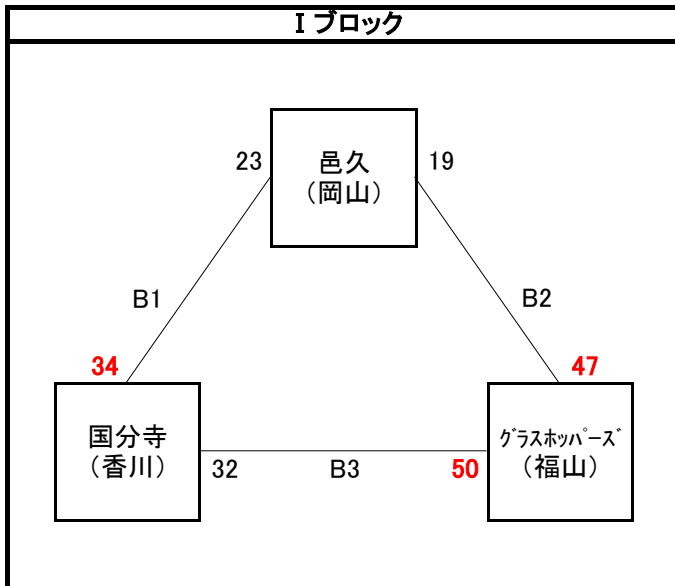 I ブロック
23
邑久
(岡山)
19
B1
B2
34
47
国分寺
(香川)
32
B3
50
ｸﾞﾗｽﾎｯﾊﾟｰｽﾞ
(福山)